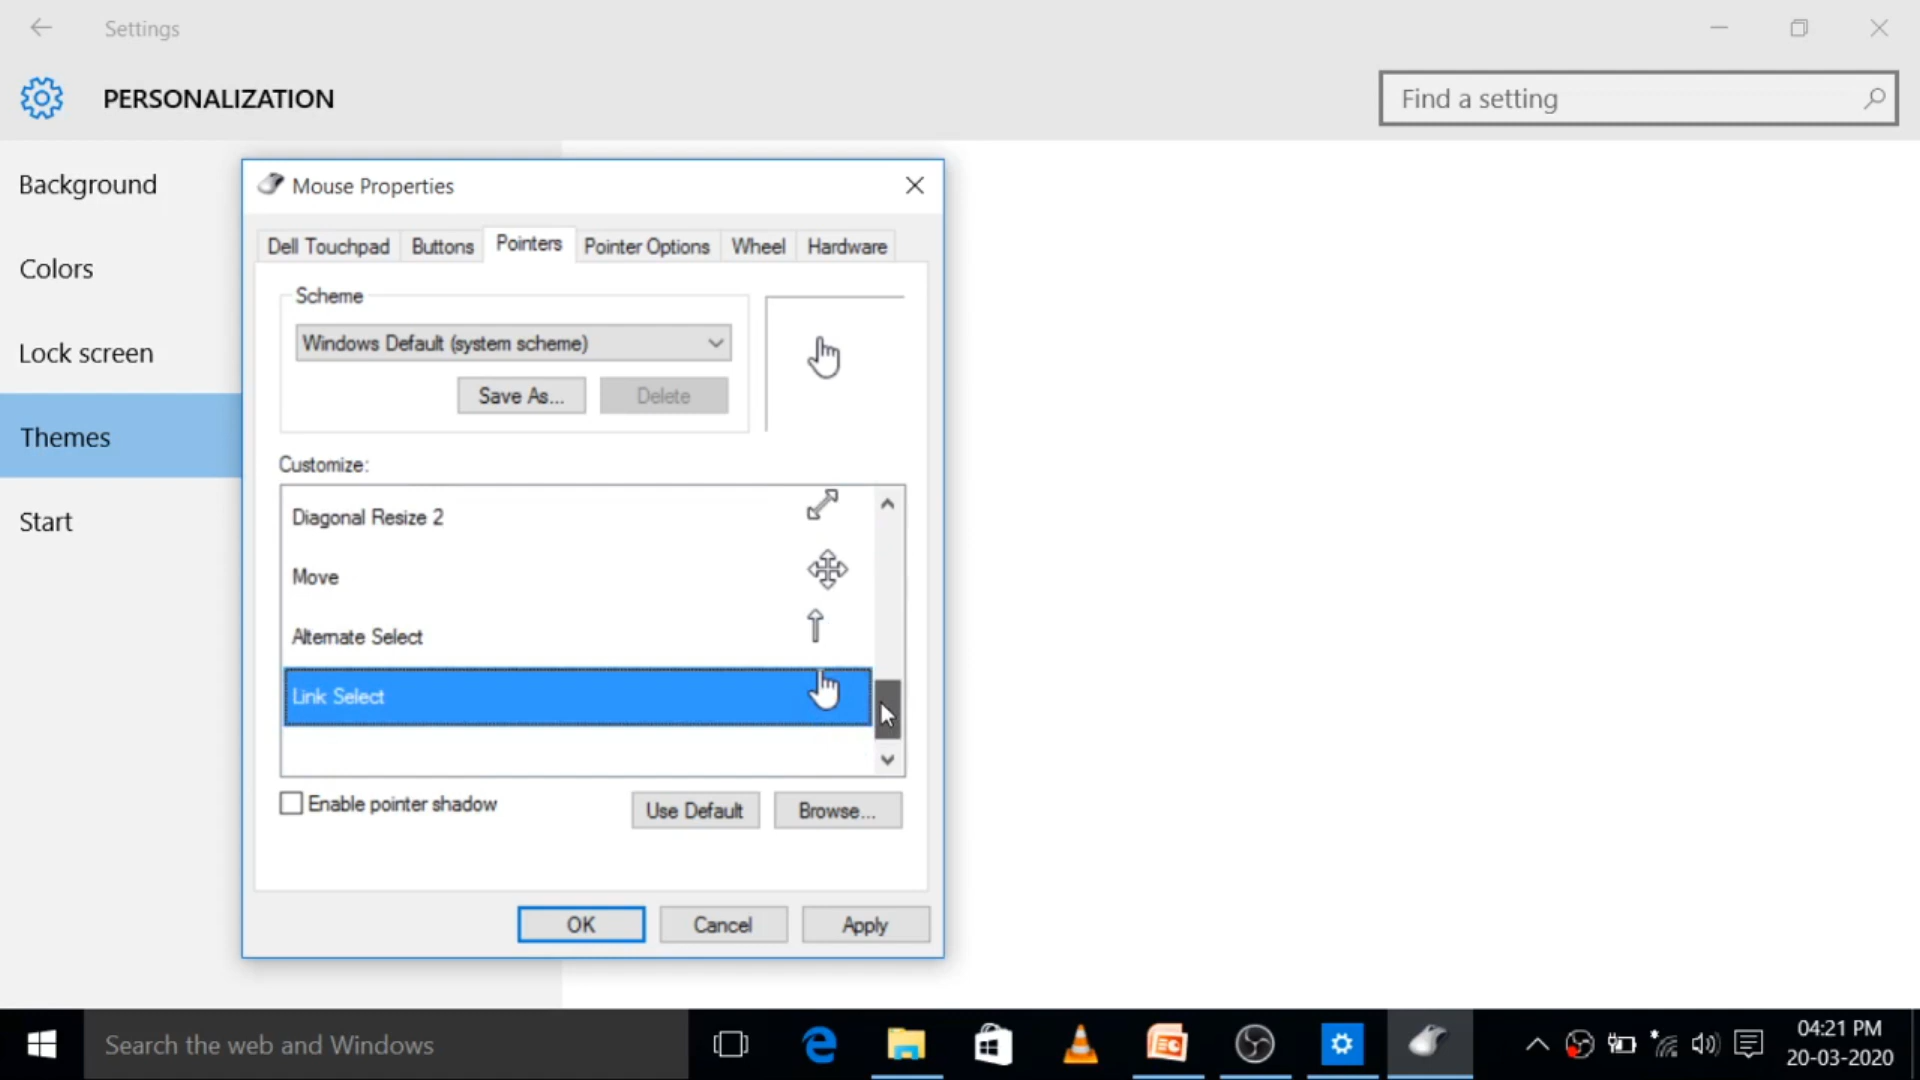 Settings
PERSONALIZATION
Find a setting
Background
Colors
Lock screen
Themes
Start
Mouse Properties
Dell Touchpad Buttons Pointers Pointer Options Wheel Hardware
Scheme
Windows Default (system scheme)
Save As... Delete
Customize:
Diagonal Resize 2
Move
Alternate Select
Link Select
Enable pointer shadow
Use Default Browse...
OK Cancel Apply
Search the web and Windows
04:21 PM
20-03-2020